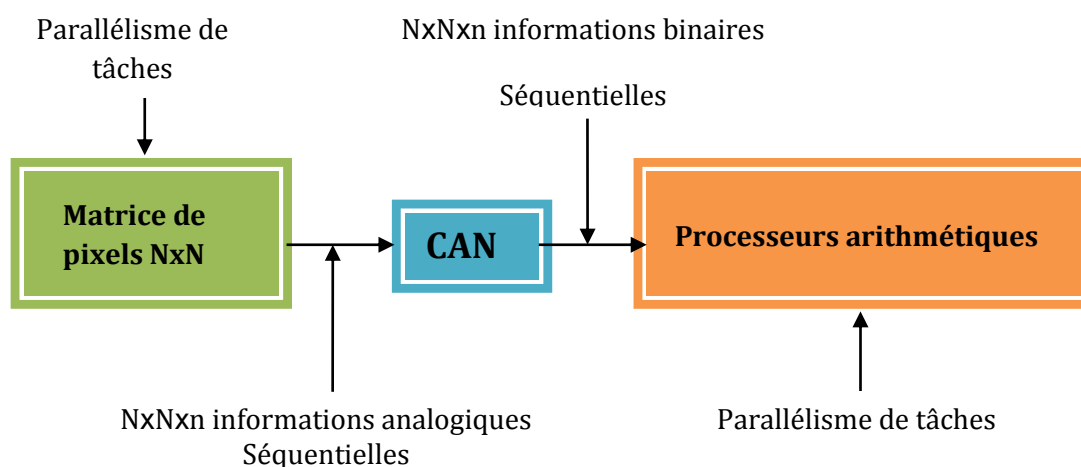 Parallélisme de
tâches
NxNxn informations binaires
Séquentielles
Matrice de
pixels NxN
CAN
Processeurs arithmétiques
NxNxn informations analogiques
Séquentielles
Parallélisme de tâches